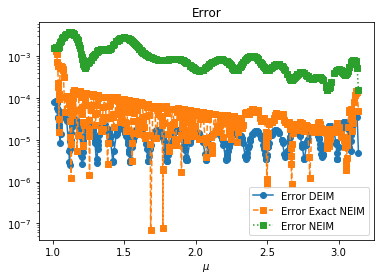 Error
10⁻³
10⁻⁴
10⁻⁵
10⁻⁶
10⁻⁷
1.0 1.5 2.0 2.5 3.0
μ
Error DEIM
Error Exact NEIM
Error NEIM